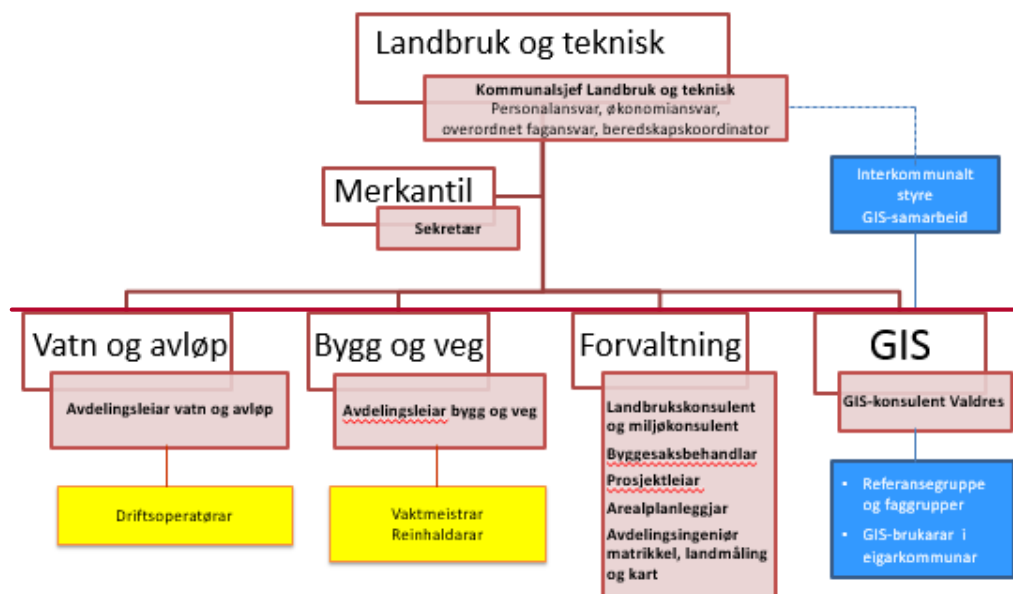 Landbruk og teknisk
Kommunalsjef Landbruk og teknisk
Personalansvar, økonomiansvar,
overordnet fagansvar, beredskapskoordinator
Interkommunalt
styre
GIS-samarbeid
Merkantil
Sekretær
Vatn og avløp
Avdelingsleiar vatn og avløp
Driftsoperatørar
Bygg og veg
Avdelingsleiar bygg og veg
Vaktmeistrar
Reinhaldarar
Forvaltning
Landbrukskonsulent
og miljøkonsulent
Byggesaksbehandlar
Prosjektleiar
Arealplanleggjar
Avdelingsingeniør
matrikkel, landmåling
og kart
GIS
GIS-konsulent Valdres
• Referansegruppe
og faggrupper
• GIS-brukarar i
eigarkommunar